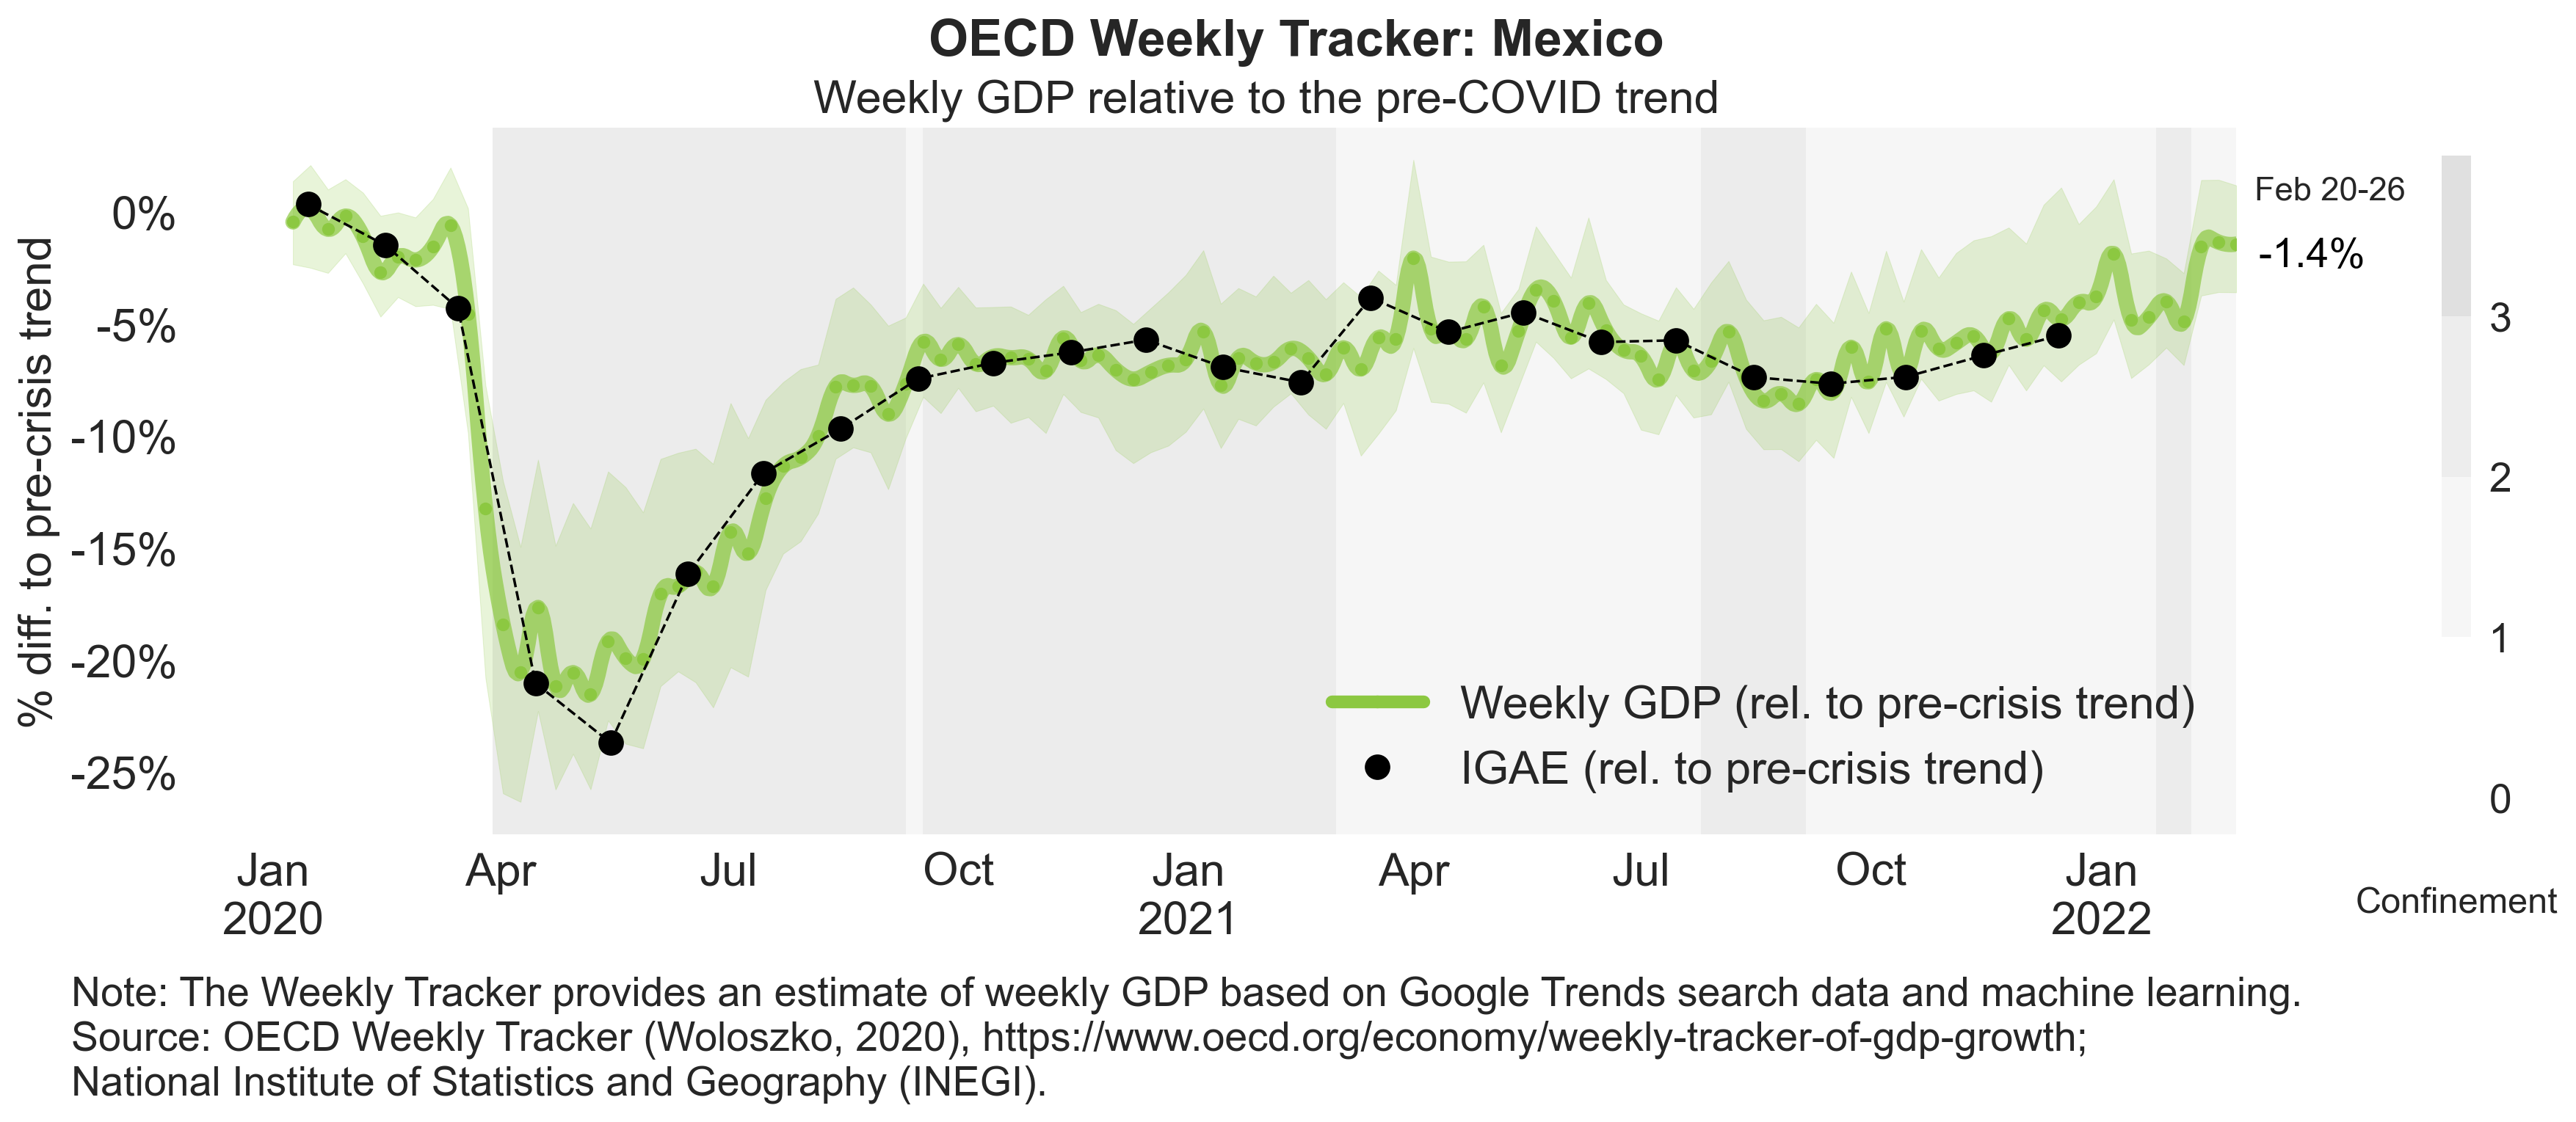 OECD Weekly Tracker: Mexico
Weekly GDP relative to the pre-COVID trend
% diff. to pre-crisis trend
0%
-5%
-10%
-15%
-20%
-25%
Feb 20-26
-1.4%
3
2
1
0
Confinement
Weekly GDP (rel. to pre-crisis trend)
IGAE (rel. to pre-crisis trend)
Jan Apr Jul Oct Jan Apr Jul Oct Jan
2020 2021 2022
Note: The Weekly Tracker provides an estimate of weekly GDP based on Google Trends search data and machine learning.
Source: OECD Weekly Tracker (Woloszko, 2020), https://www.oecd.org/economy/weekly-tracker-of-gdp-growth;
National Institute of Statistics and Geography (INEGI).